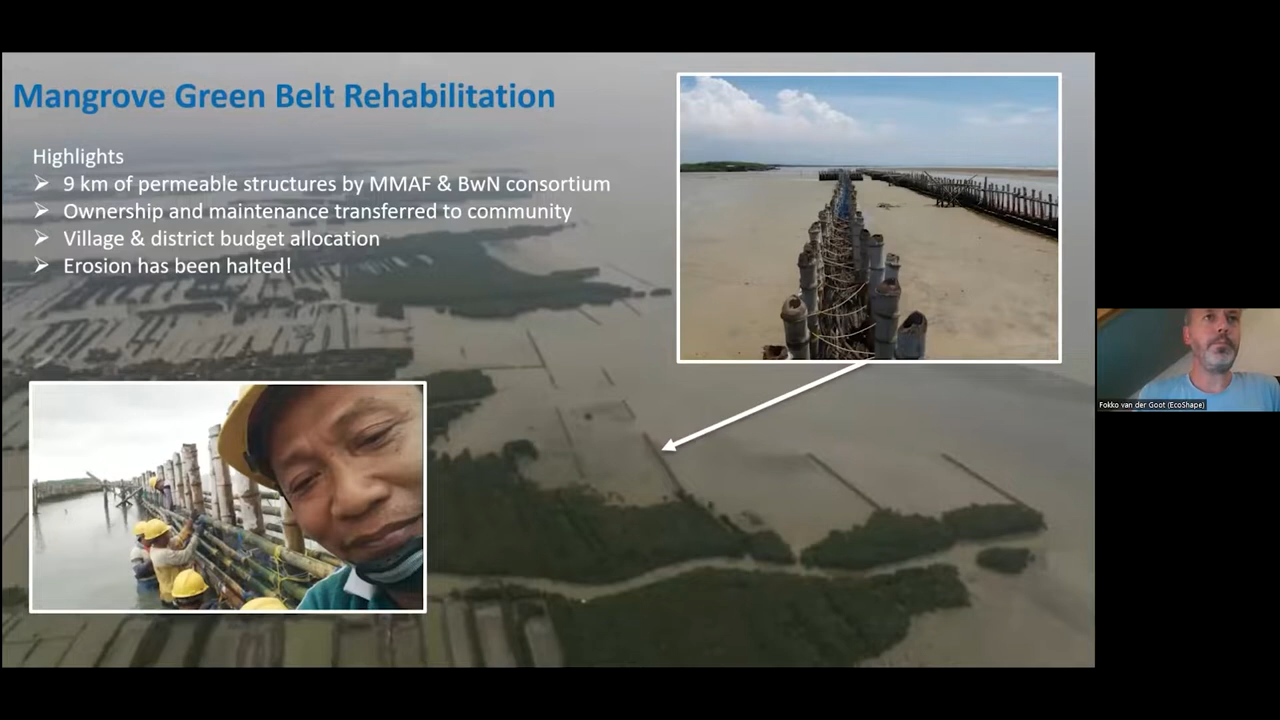 Mangrove Green Belt Rehabilitation
Highlights
➢ 9 km of permeable structures by MMAF & BwN consortium
➢ Ownership and maintenance transferred to community
➢ Village & district budget allocation
➢ Erosion has been halted!
Fokko van der Goot (EcoShape)